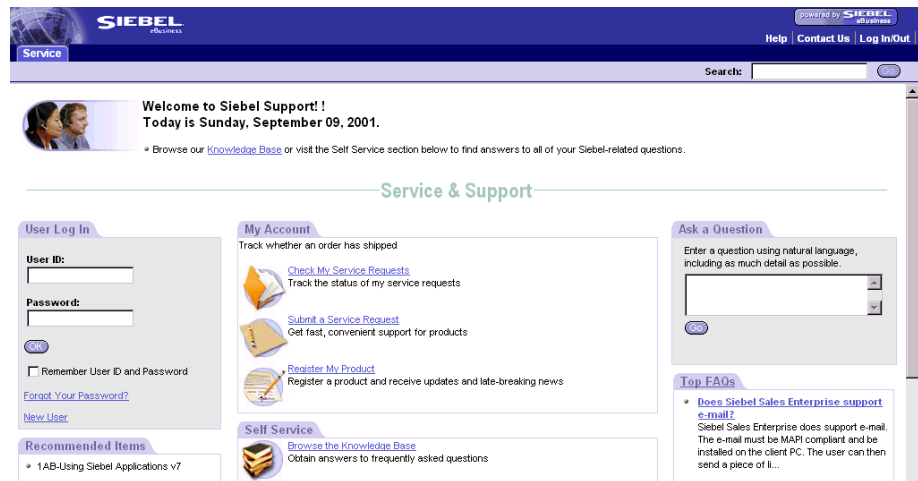 SIEBEL
eBusiness
powered by SIEBEL
eBusiness
Help Contact Us Log In/Out
Service
Search: Go
Welcome to Siebel Support! !
Today is Sunday, September 09, 2001.
Browse our Knowledge Base or visit the Self Service section below to find answers to all of your Siebel-related questions.
Service & Support
User Log In
User ID:
Password:
OK
Remember User ID and Password
Forgot Your Password?
New User
Recommended Items
1AB-Using Siebel Applications v7
My Account
Track whether an order has shipped
Check My Service Requests
Track the status of my service requests
Submit a Service Request
Get fast, convenient support for products
Register My Product
Register a product and receive updates and late-breaking news
Self Service
Browse the Knowledge Base
Obtain answers to frequently asked questions
Ask a Question
Enter a question using natural language,
including as much detail as possible.
Go
Top FAQs
Does Siebel Sales Enterprise support
e-mail?
Siebel Sales Enterprise does support e-mail.
The e-mail must be MAPI compliant and be
installed on the client PC. The user can then
send a piece of li...